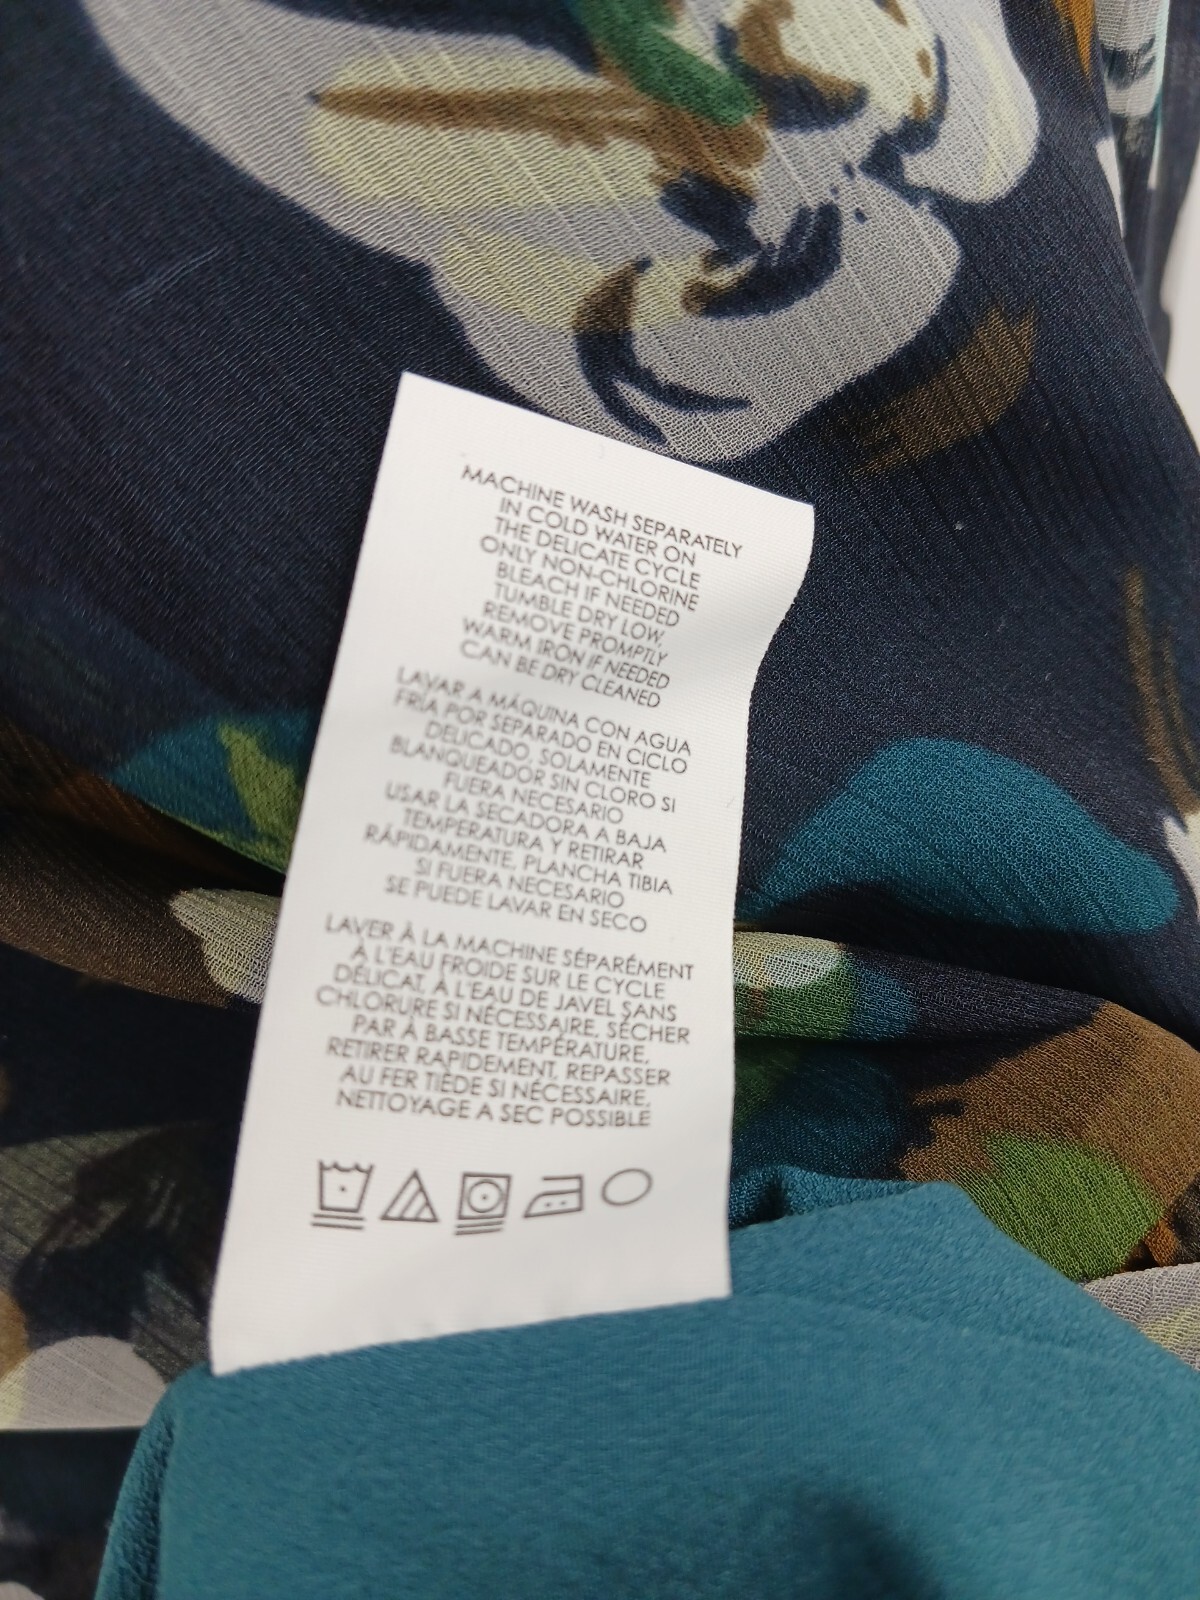 MACHINE WASH SEPARATELY
IN COLD WATER ON
THE DELICATE CYCLE
ONLY NON-CHLORINE
BLEACH IF NEEDED
TUMBLE DRY LOW,
REMOVE PROMPTLY
WARM IRON IF NEEDED
CAN BE DRY CLEANED
LAVAR A MÁQUINA CON AGUA
FRÍA POR SEPARADO EN CICLO
DELICADO, SOLAMENTE
BLANQUEADOR SIN CLORO SI
FUERA NECESARIO
USAR LA SECADORA A BAJA
TEMPERATURA Y RETIRAR
RÁPIDAMENTE, PLANCHA TIBIA
SI FUERA NECESARIO
SE PUEDE LAVAR EN SECO
LAVER À LA MACHINE SÉPARÉMENT
À L'EAU FROIDE SUR LE CYCLE
DÉLICAT, À L'EAU DE JAVEL SANS
CHLORURE SI NÉCESSAIRE, SÉCHER
PAR À BASSE TEMPÉRATURE,
RETIRER RAPIDEMENT, REPASSER
AU FER TIÈDE SI NÉCESSAIRE,
NETTOYAGE A SEC POSSIBLE